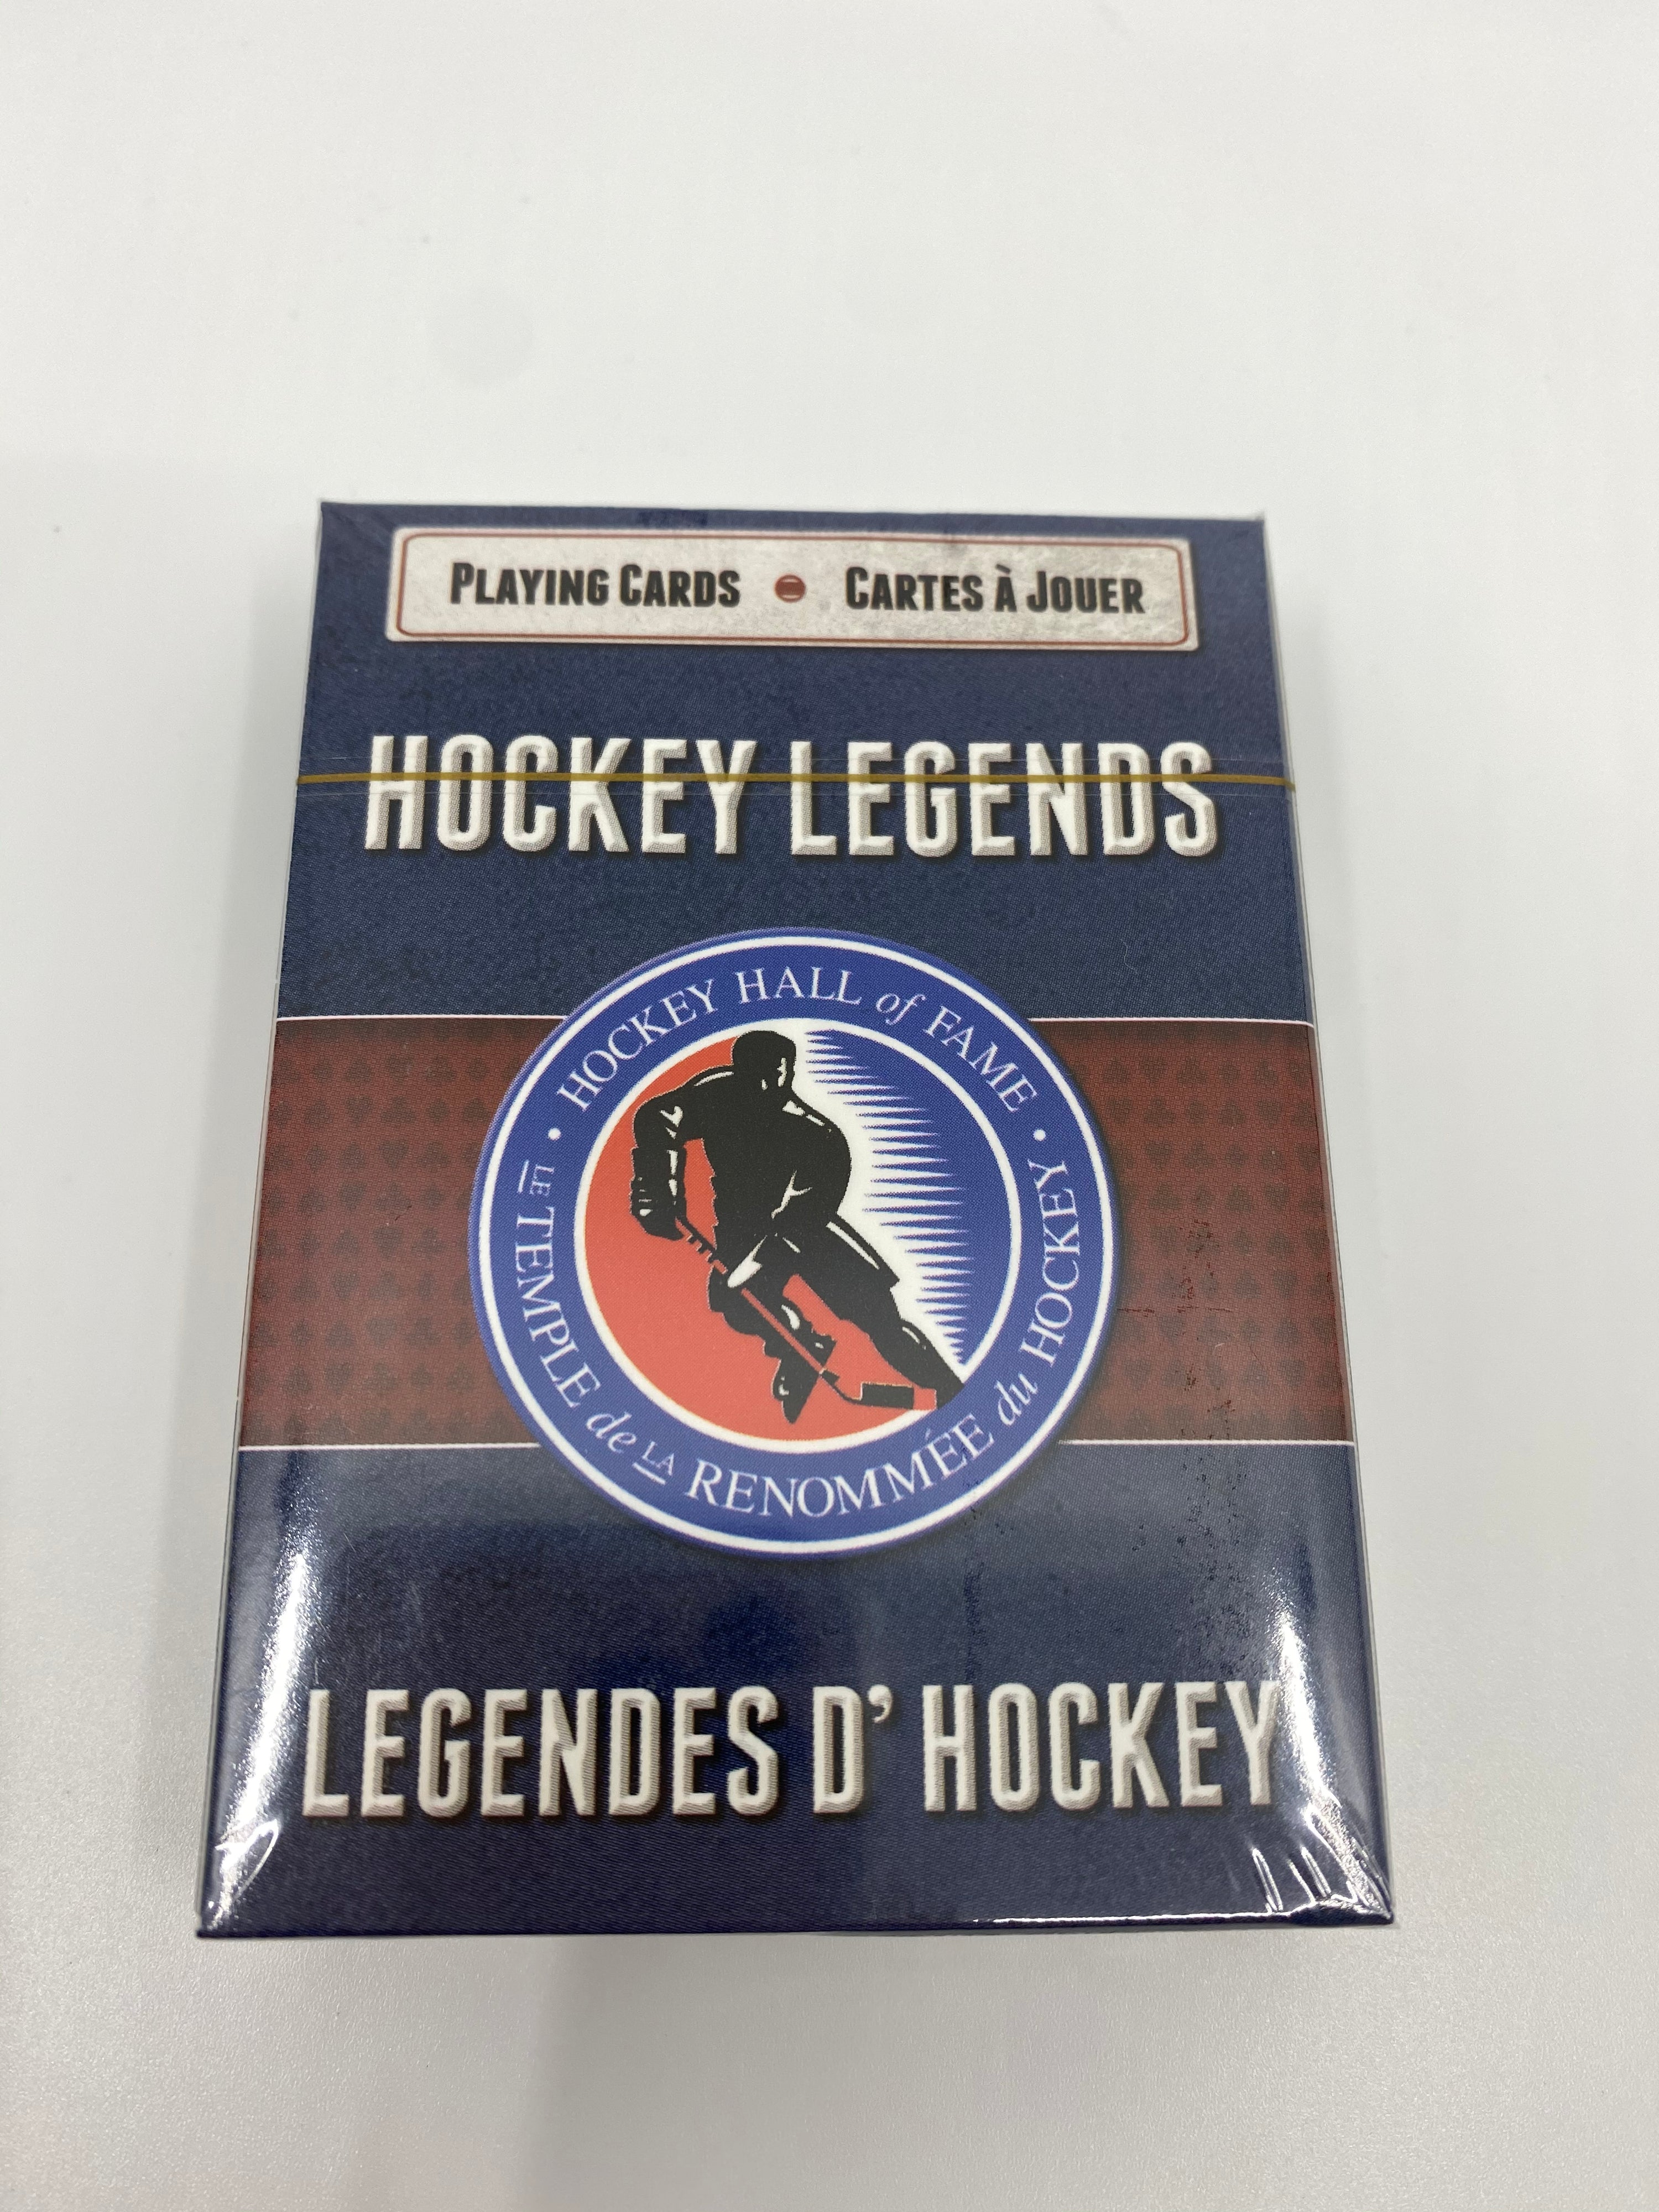 PLAYING CARDS • CARTES À JOUER
HOCKEY LEGENDS
HOCKEY HALL of FAME
• LE TEMPLE de LA RENOMMÉE du HOCKEY •
LEGENDES D' HOCKEY